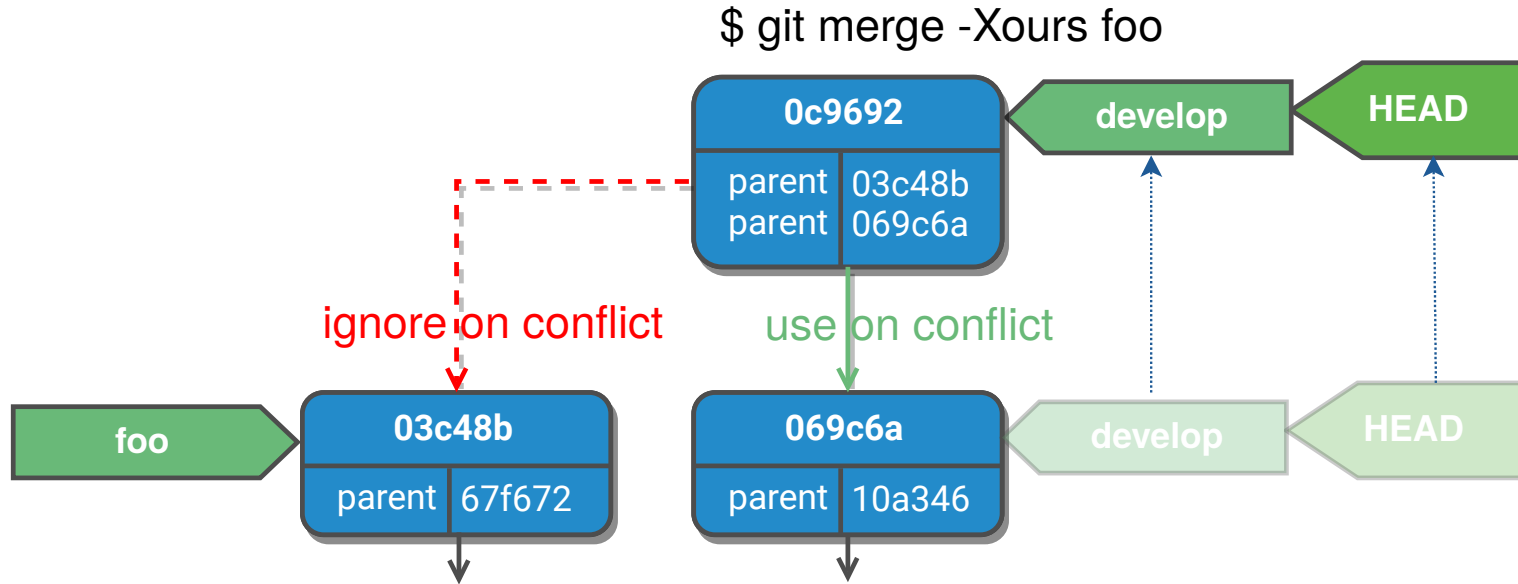 $ git merge -Xours foo
0c9692
develop
HEAD
parent 03c48b
parent 069c6a
ignore on conflict
use on conflict
foo
03c48b
069c6a
develop
HEAD
parent 67f672
parent 10a346